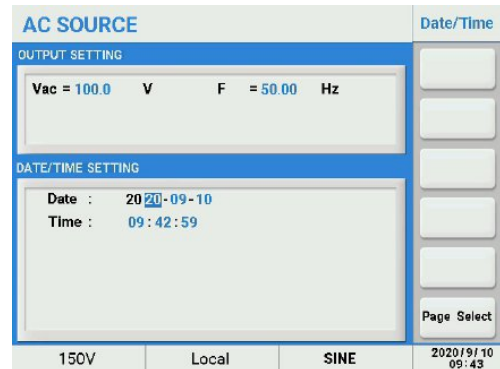 AC SOURCE
Date/Time
OUTPUT SETTING
Vac = 100.0 V F = 50.00 Hz
DATE/TIME SETTING
Date : 2020-09-10
Time : 09:42:59
Page Select
150V Local SINE
2020/9/10
09:43